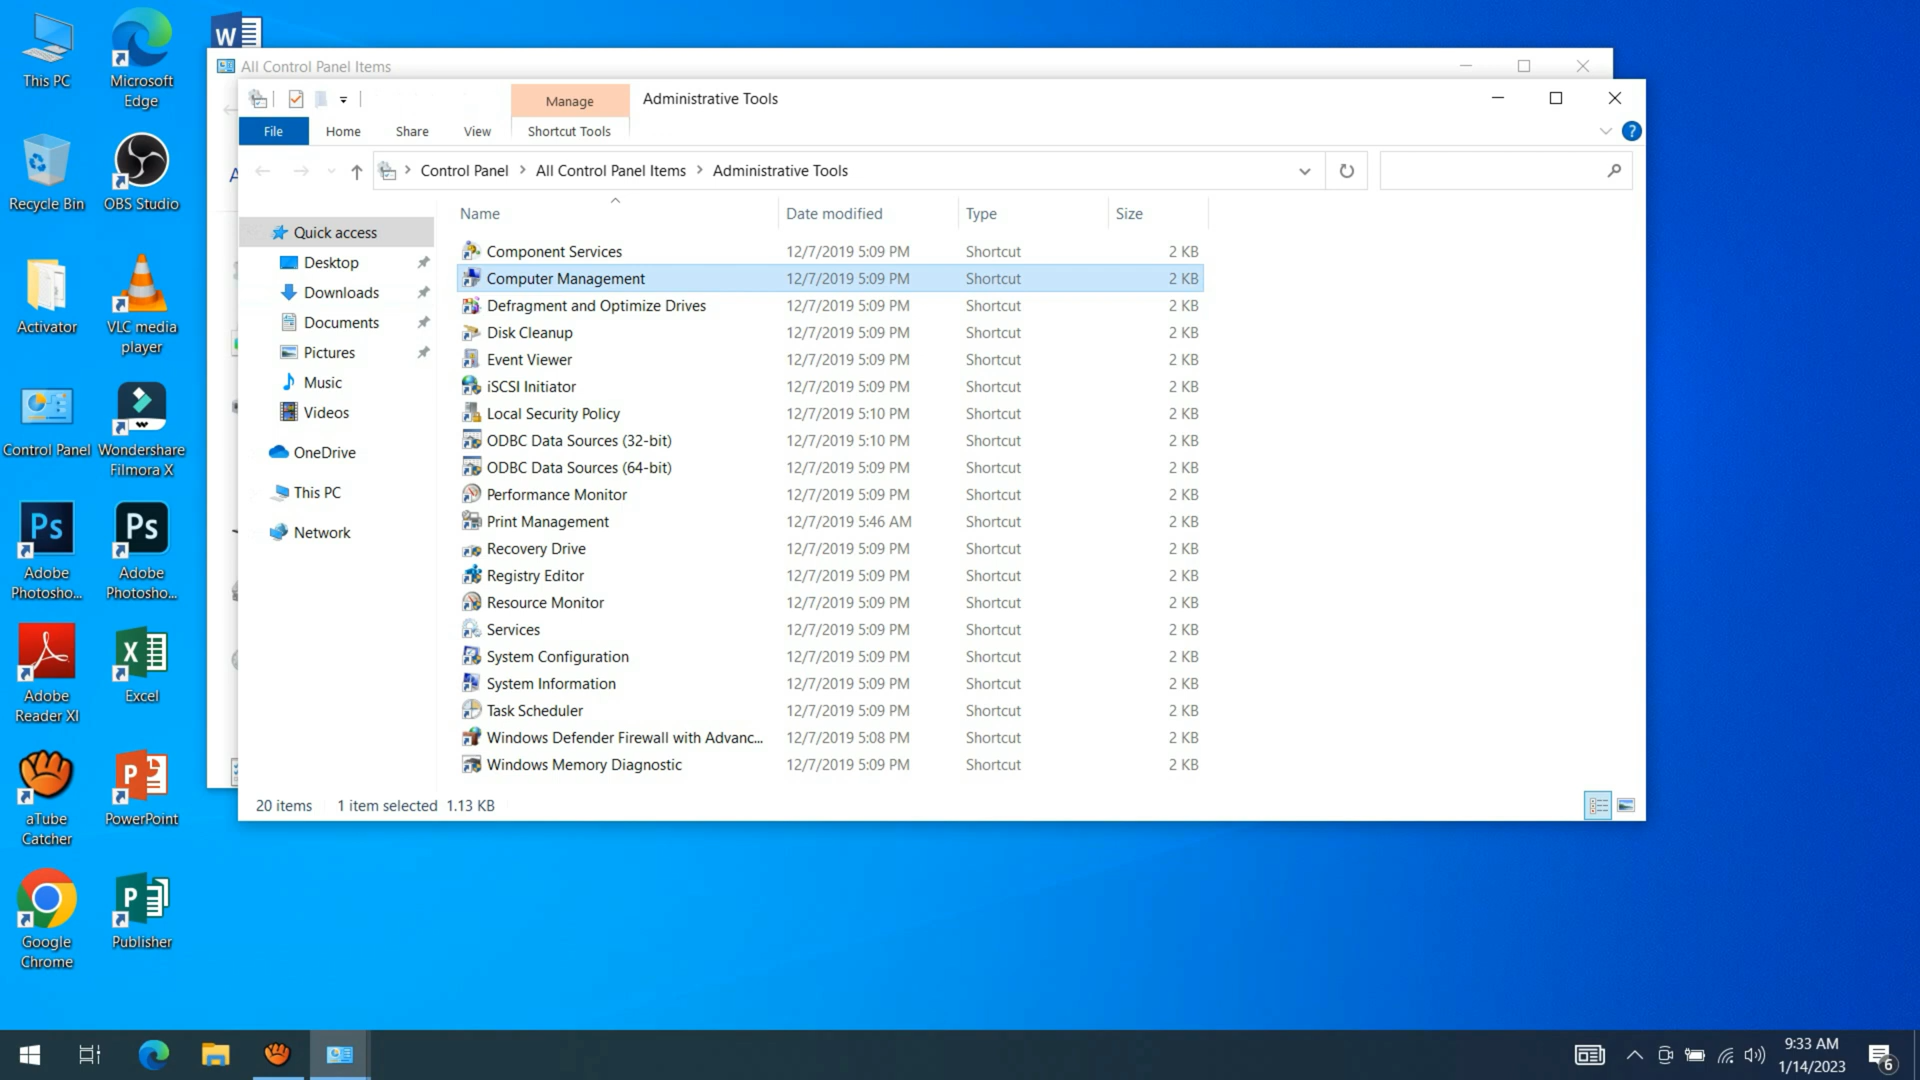 This PC
Microsoft
Edge
Recycle Bin
OBS Studio
Activator
VLC media
player
Control Panel
Wondershare
Filmora X
Ps
Adobe
Photosho...
Ps
Adobe
Photosho...
Adobe
Reader XI
X
Excel
aTube
Catcher
P
PowerPoint
Google
Chrome
P
Publisher
W
All Control Panel Items
Manage
Administrative Tools
File
Home
Share
View
Shortcut Tools
?
Control Panel > All Control Panel Items > Administrative Tools
Quick access
Desktop
Downloads
Documents
Pictures
Music
Videos
OneDrive
This PC
Network
Name Date modified Type Size
Component Services 12/7/2019 5:09 PM Shortcut 2 KB
Computer Management 12/7/2019 5:09 PM Shortcut 2 KB
Defragment and Optimize Drives 12/7/2019 5:09 PM Shortcut 2 KB
Disk Cleanup 12/7/2019 5:09 PM Shortcut 2 KB
Event Viewer 12/7/2019 5:09 PM Shortcut 2 KB
iSCSI Initiator 12/7/2019 5:09 PM Shortcut 2 KB
Local Security Policy 12/7/2019 5:10 PM Shortcut 2 KB
ODBC Data Sources (32-bit) 12/7/2019 5:10 PM Shortcut 2 KB
ODBC Data Sources (64-bit) 12/7/2019 5:09 PM Shortcut 2 KB
Performance Monitor 12/7/2019 5:09 PM Shortcut 2 KB
Print Management 12/7/2019 5:46 AM Shortcut 2 KB
Recovery Drive 12/7/2019 5:09 PM Shortcut 2 KB
Registry Editor 12/7/2019 5:09 PM Shortcut 2 KB
Resource Monitor 12/7/2019 5:09 PM Shortcut 2 KB
Services 12/7/2019 5:09 PM Shortcut 2 KB
System Configuration 12/7/2019 5:09 PM Shortcut 2 KB
System Information 12/7/2019 5:09 PM Shortcut 2 KB
Task Scheduler 12/7/2019 5:09 PM Shortcut 2 KB
Windows Defender Firewall with Advanc... 12/7/2019 5:08 PM Shortcut 2 KB
Windows Memory Diagnostic 12/7/2019 5:09 PM Shortcut 2 KB
20 items 1 item selected 1.13 KB
9:33 AM
1/14/2023
6